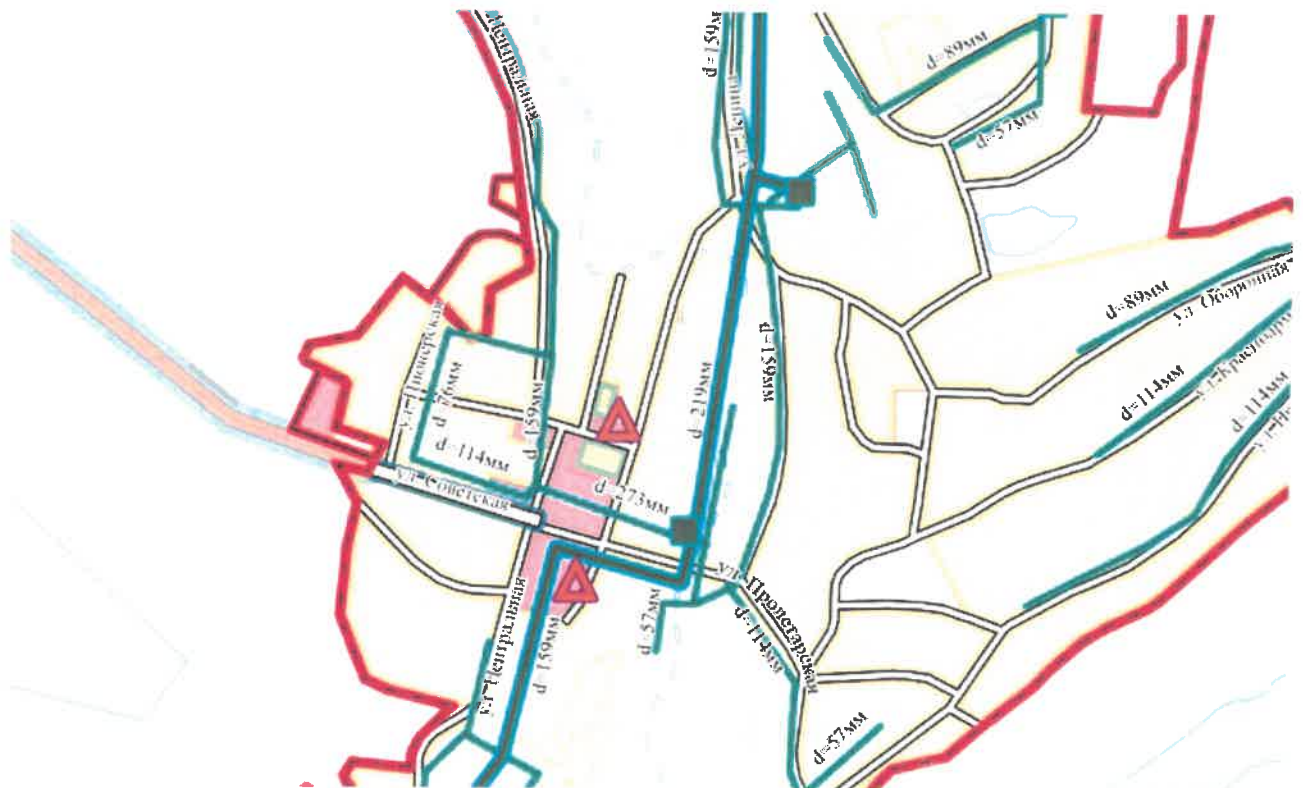 ул. Центральная
d=159мм
ул. Ленина
d=89мм
d=57мм
d=89мм
ул. Оборонная
ул. Пионерская
d=76мм
d=159мм
d=219мм
d=159мм
d=114мм
d=114мм
d=114мм
ул. Советская
d=273мм
ул. Пролетарская
d=57мм
d=114мм
ул. Центральная
d=159мм
d=57мм